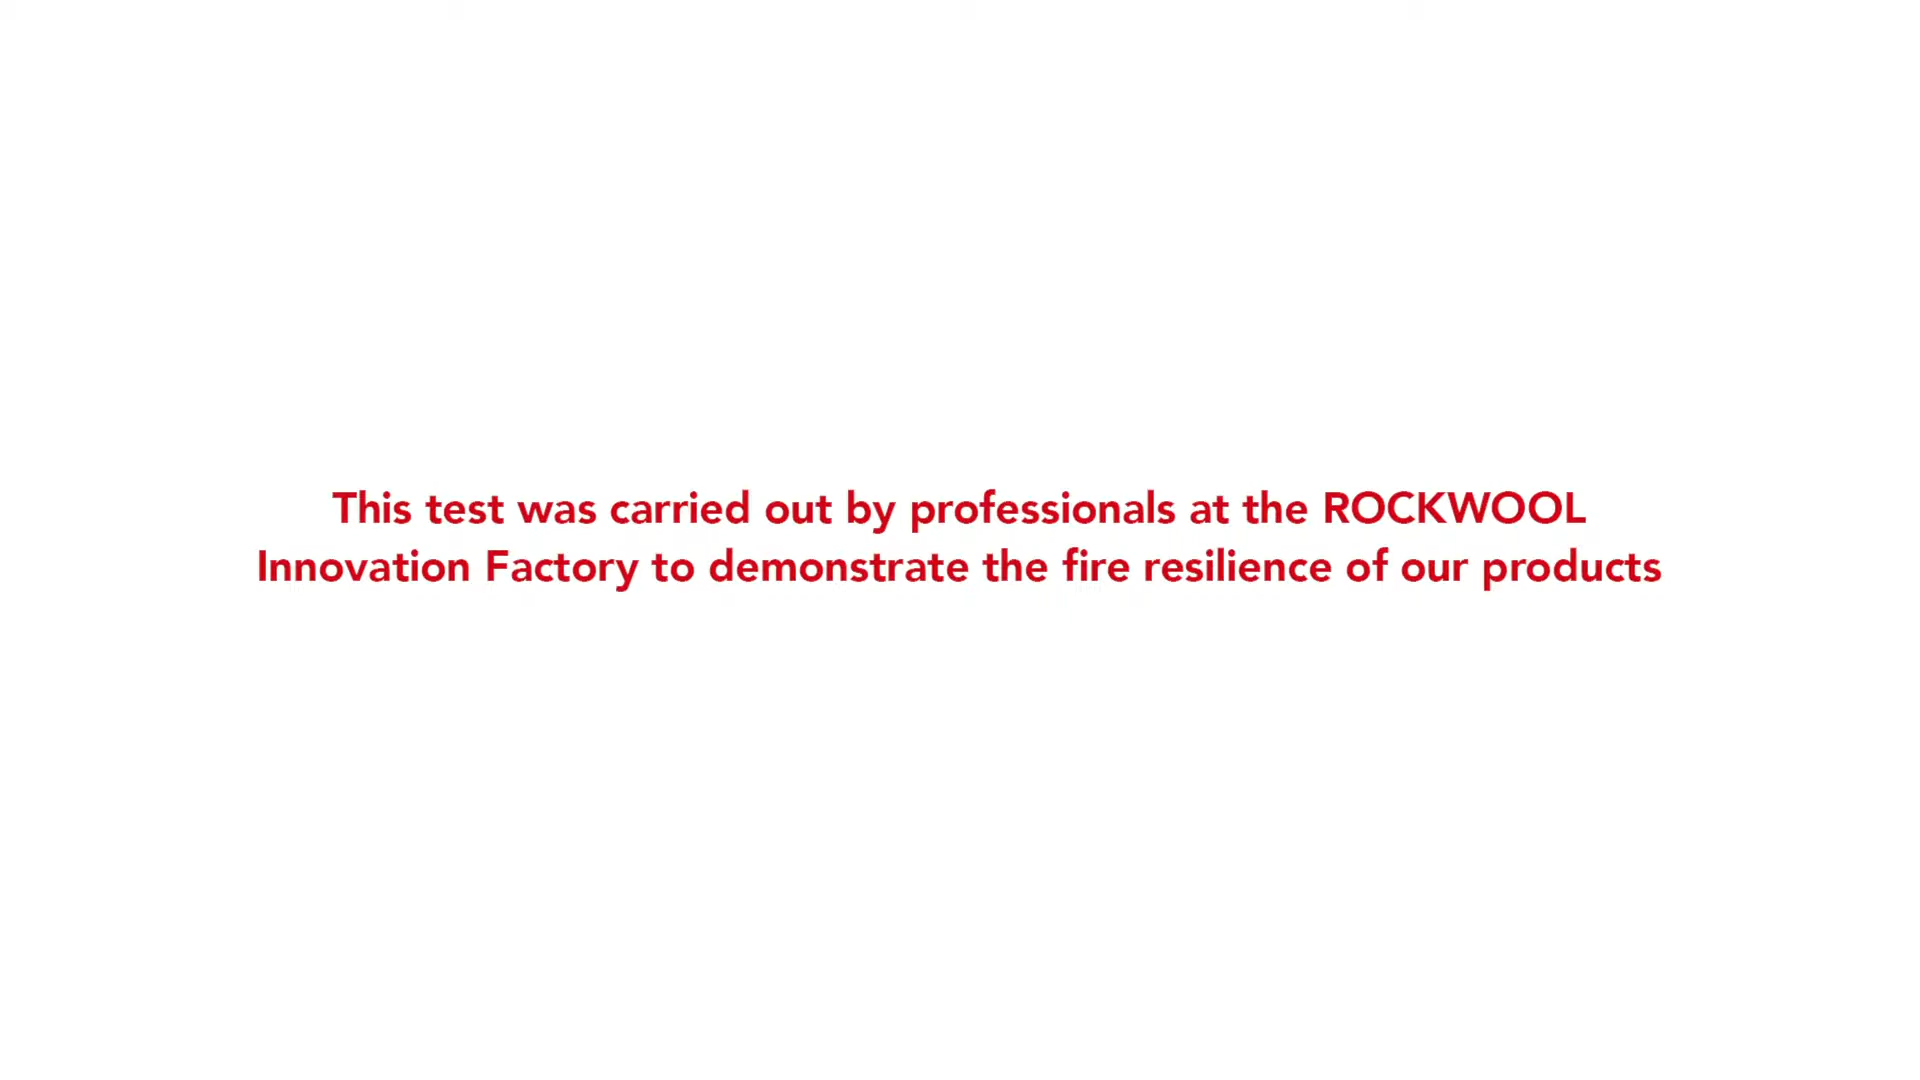 This test was carried out by professionals at the ROCKWOOL
Innovation Factory to demonstrate the fire resilience of our products